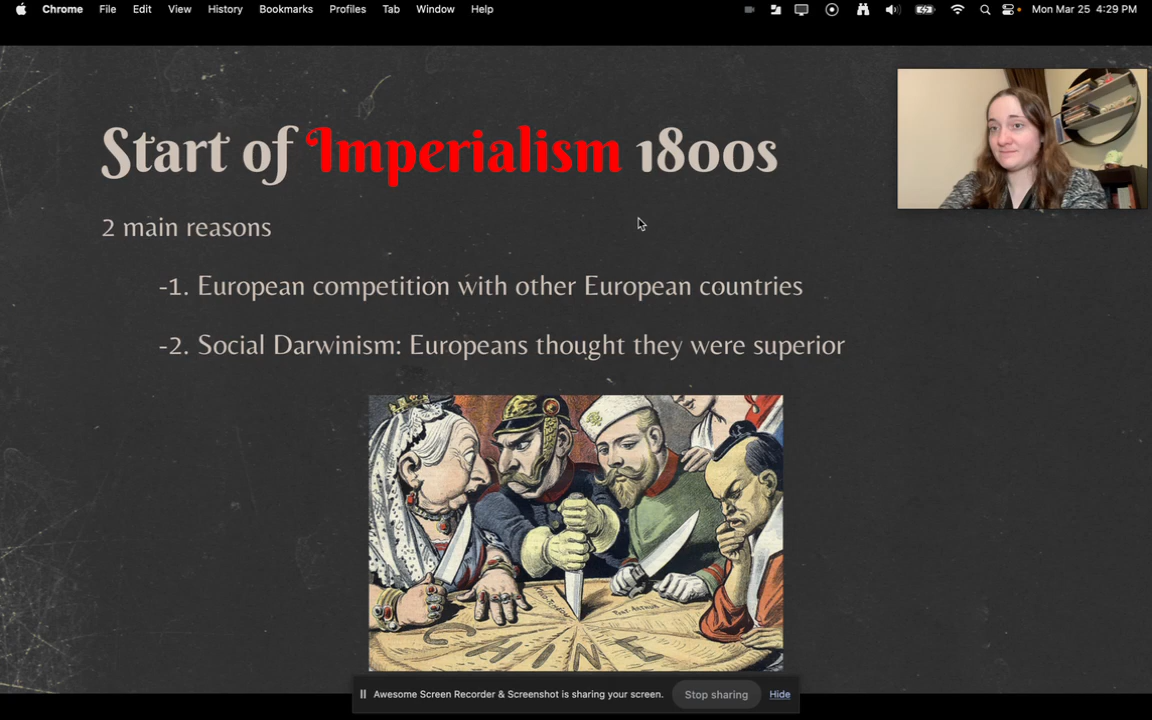 Chrome File Edit View History Bookmarks Profiles Tab Window Help Mon Mar 25 4:29 PM
Start of Imperialism 1800s
2 main reasons
-1. European competition with other European countries
-2. Social Darwinism: Europeans thought they were superior
CHINE
Awesome Screen Recorder & Screenshot is sharing your screen. Stop sharing Hide